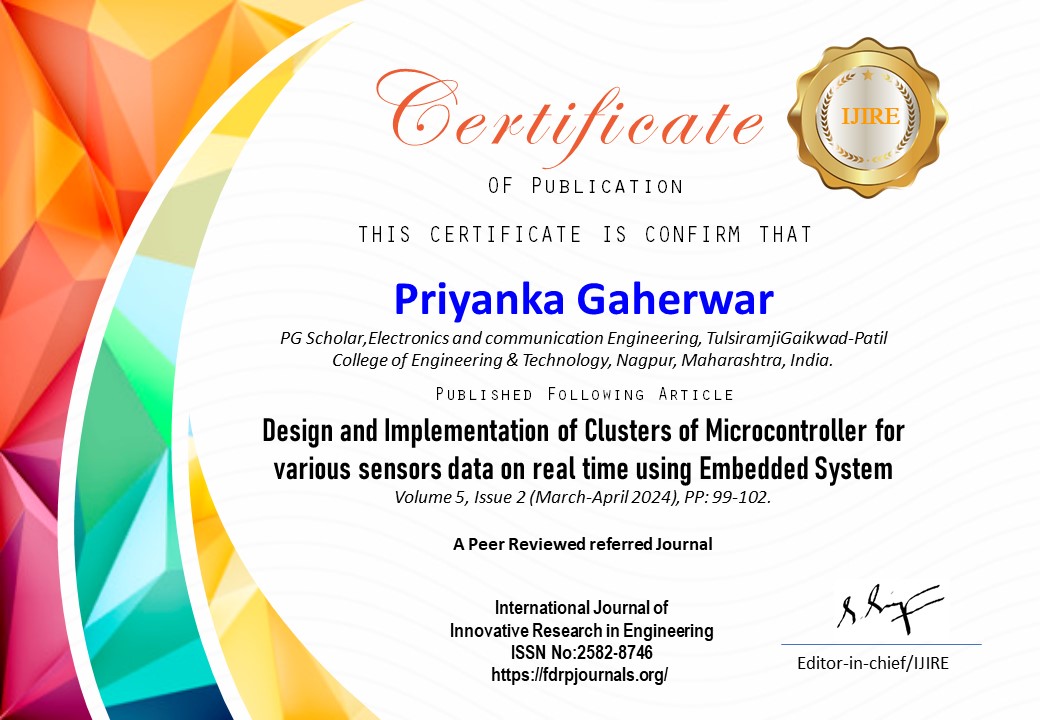 Certificate
IJIRE
OF PUBLICATION
THIS CERTIFICATE IS CONFIRM THAT
Priyanka Gaherwar
PG Scholar,Electronics and communication Engineering, TulsiramjiGaikwad-Patil
College of Engineering & Technology, Nagpur, Maharashtra, India.
PUBLISHED FOLLOWING ARTICLE
Design and Implementation of Clusters of Microcontroller for
various sensors data on real time using Embedded System
Volume 5, Issue 2 (March-April 2024), PP: 99-102.
A Peer Reviewed referred Journal
International Journal of
Innovative Research in Engineering
ISSN No:2582-8746
https://fdrpjournals.org/
Editor-in-chief/IJIRE